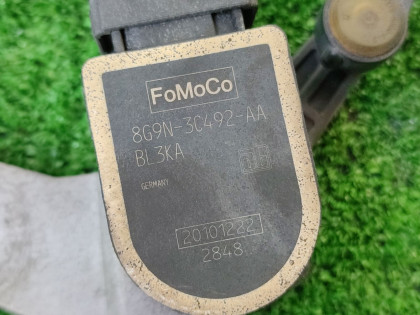 FoMoCo
8G9N-3C492-AA
BL3KA
GERMANY
20101222
2848